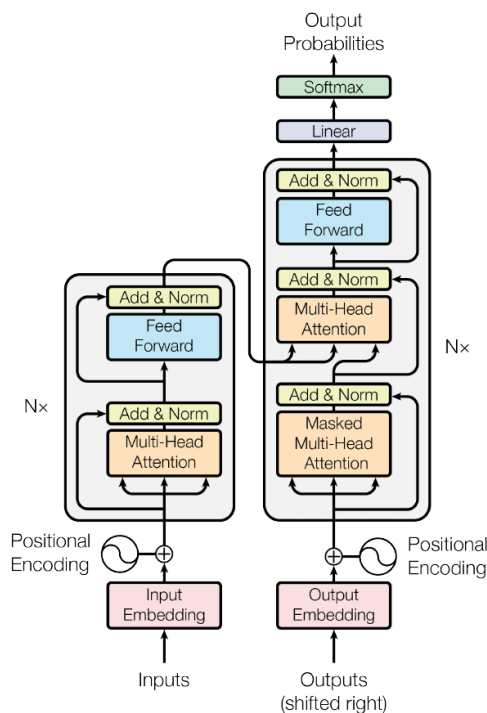 Output
Probabilities
Softmax
Linear
Add & Norm
Feed
Forward
Add & Norm
Multi-Head
Attention
Add & Norm
Masked
Multi-Head
Attention
N×
Add & Norm
Feed
Forward
Add & Norm
Multi-Head
Attention
N×
Positional
Encoding
Positional
Encoding
Input
Embedding
Output
Embedding
Inputs
Outputs
(shifted right)